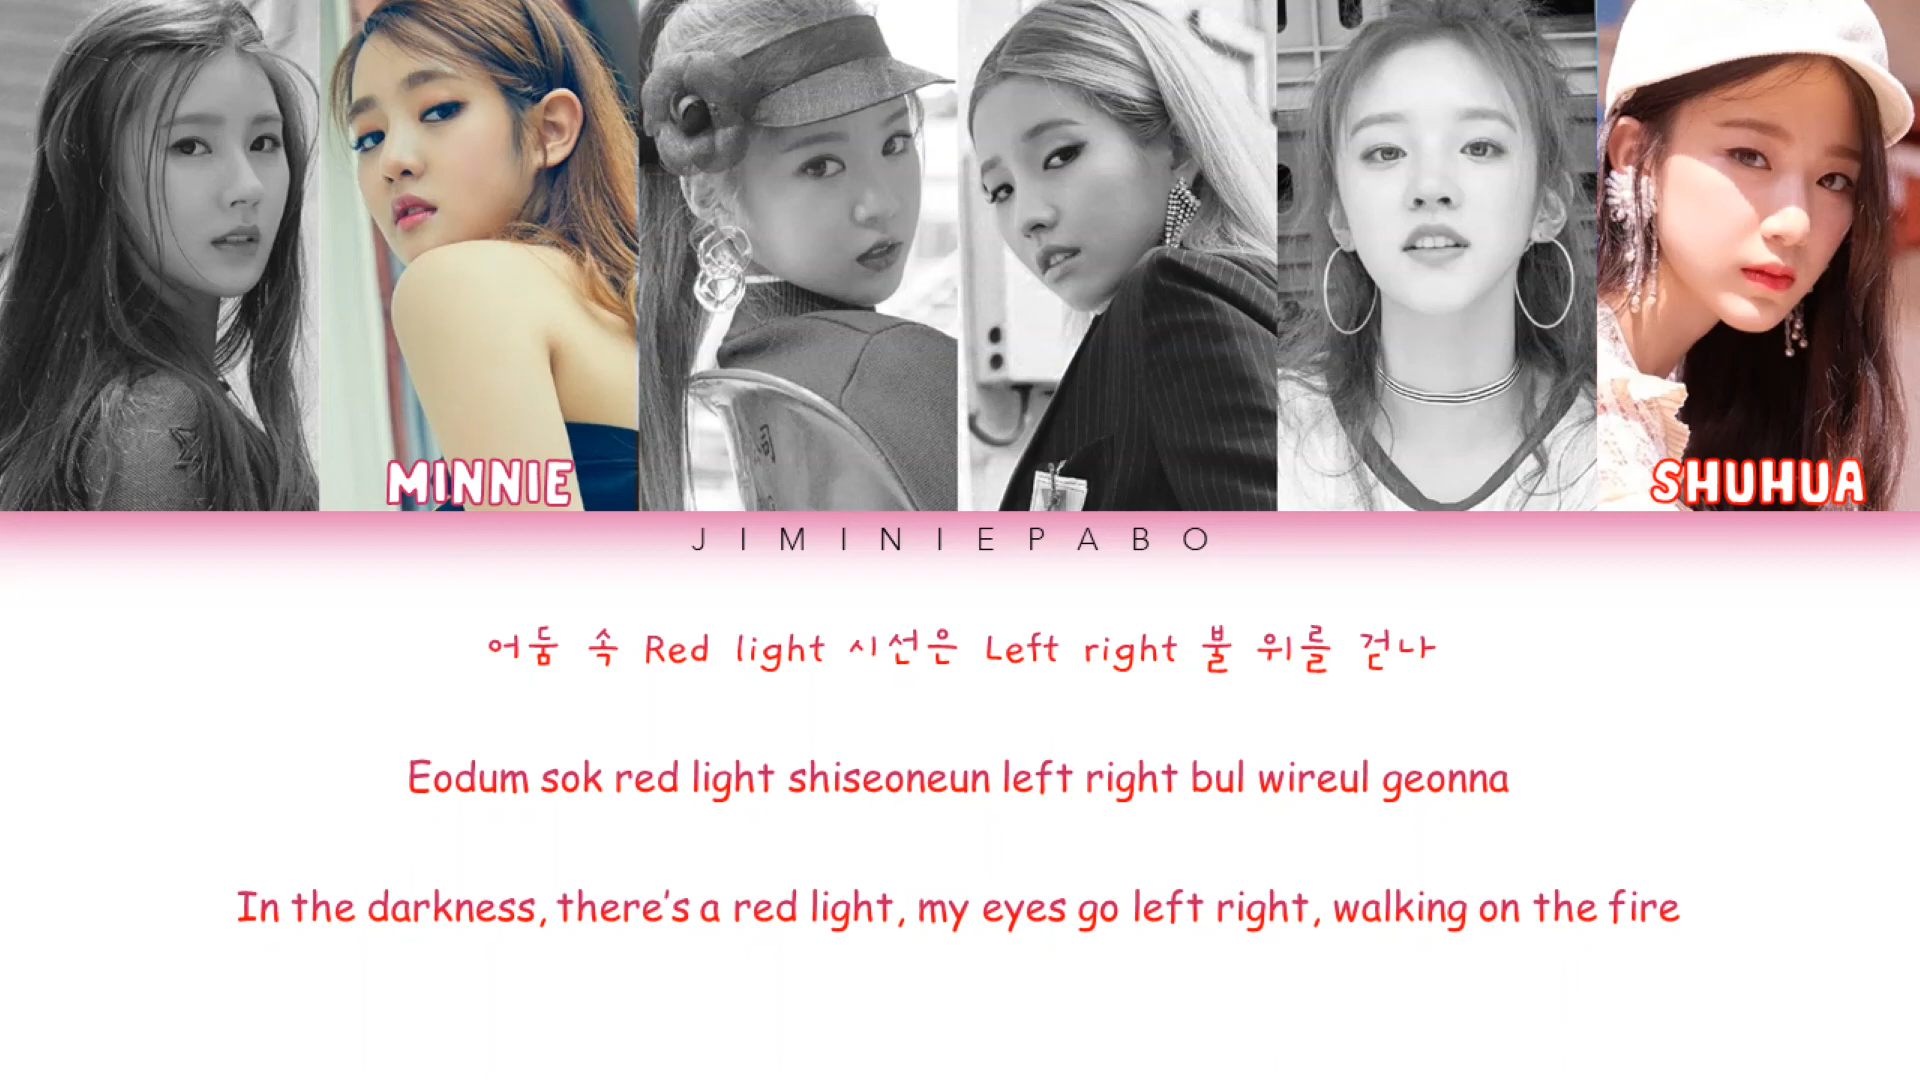 MINNIE
SHUHUA
JIMINIEPABO
어둠 속 Red light 시선은 Left right 불 위를 걷나
Eodum sok red light shiseoneun left right bul wireul geonna
In the darkness, there's a red light, my eyes go left right, walking on the fire